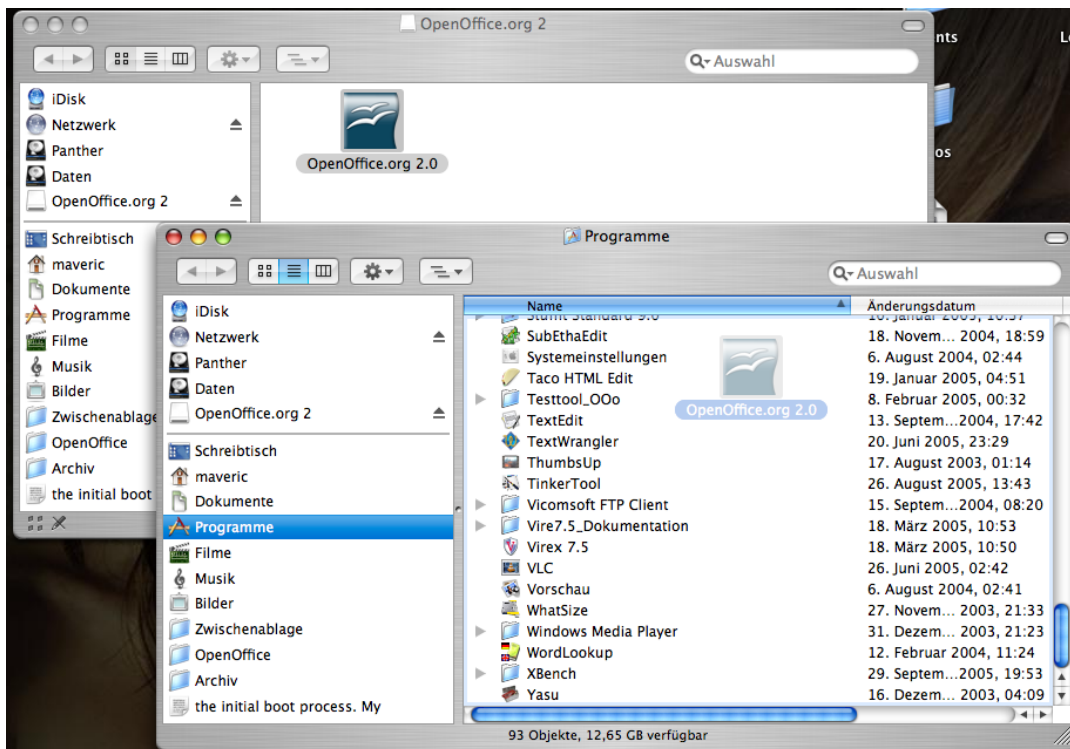 OpenOffice.org 2
Auswahl
iDisk
Netzwerk
Panther
Daten
OpenOffice.org 2
Schreibtisch
maveric
Dokumente
Programme
Filme
Musik
Bilder
Zwischenablage
OpenOffice
Archiv
the initial boot
OpenOffice.org 2.0
nts
os
Programme
Auswahl
iDisk
Netzwerk
Panther
Daten
OpenOffice.org 2
Schreibtisch
maveric
Dokumente
Programme
Filme
Musik
Bilder
Zwischenablage
OpenOffice
Archiv
the initial boot process. My
Name Änderungsdatum
SubEthaEdit 18. Novem... 2004, 18:59
Systemeinstellungen 6. August 2004, 02:44
Taco HTML Edit 19. Januar 2005, 04:51
Testtool_OOo 8. Februar 2005, 00:32
OpenOffice.org 2.0
TextEdit 13. Septem...2004, 17:42
TextWrangler 20. Juni 2005, 23:29
ThumbsUp 17. August 2003, 01:14
TinkerTool 26. August 2005, 13:43
Vicomsoft FTP Client 15. Septem... 2004, 08:20
Vire7.5_Dokumentation 18. März 2005, 10:53
Virex 7.5 18. März 2005, 10:50
VLC 26. Juni 2005, 02:42
Vorschau 6. August 2004, 02:41
WhatSize 27. Novem... 2003, 21:33
Windows Media Player 31. Dezem... 2003, 21:23
WordLookup 12. Februar 2004, 11:24
XBench 29. Septem...2005, 19:53
Yasu 16. Dezem... 2003, 04:09
93 Objekte, 12,65 GB verfügbar